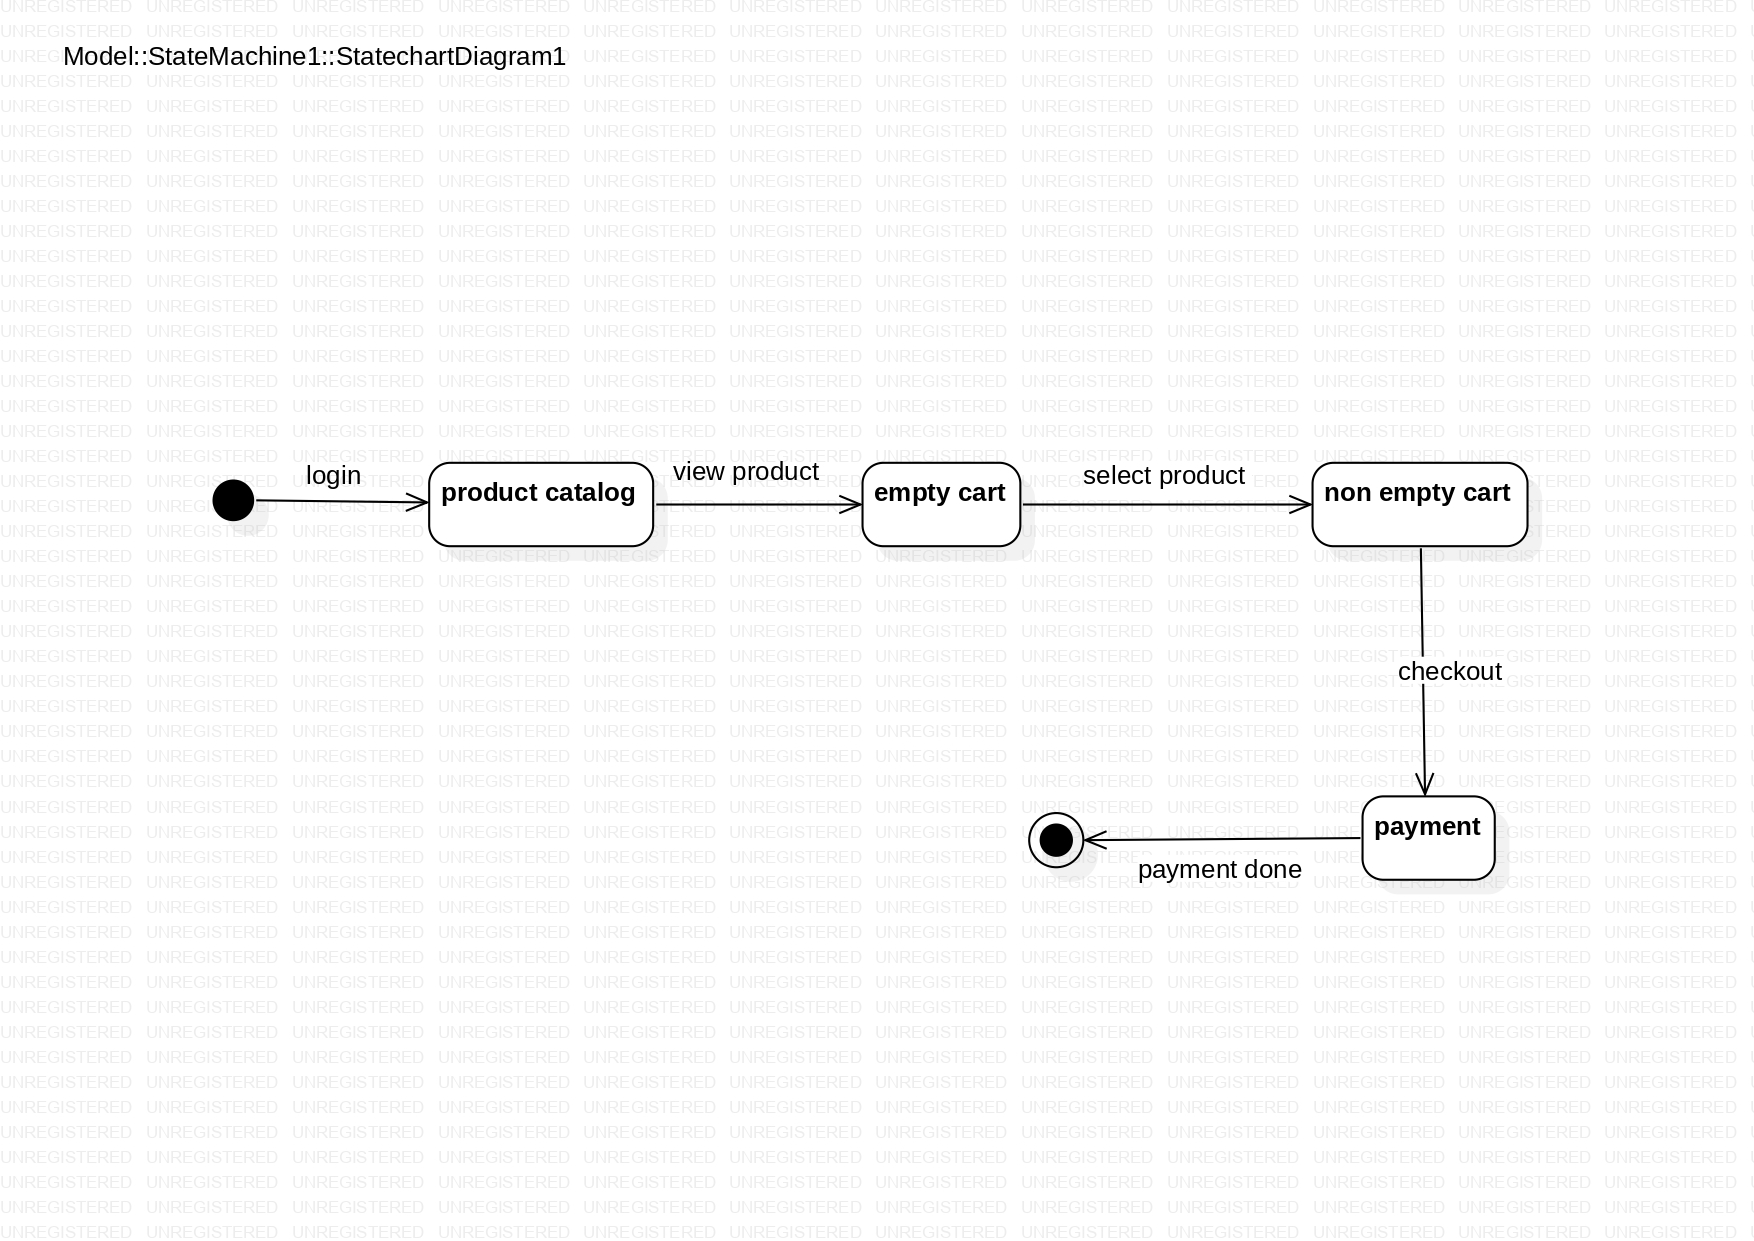 Model::StateMachine1::StatechartDiagram1
login
product catalog
view product
empty cart
select product
non empty cart
checkout
payment
payment done
UNREGISTERED